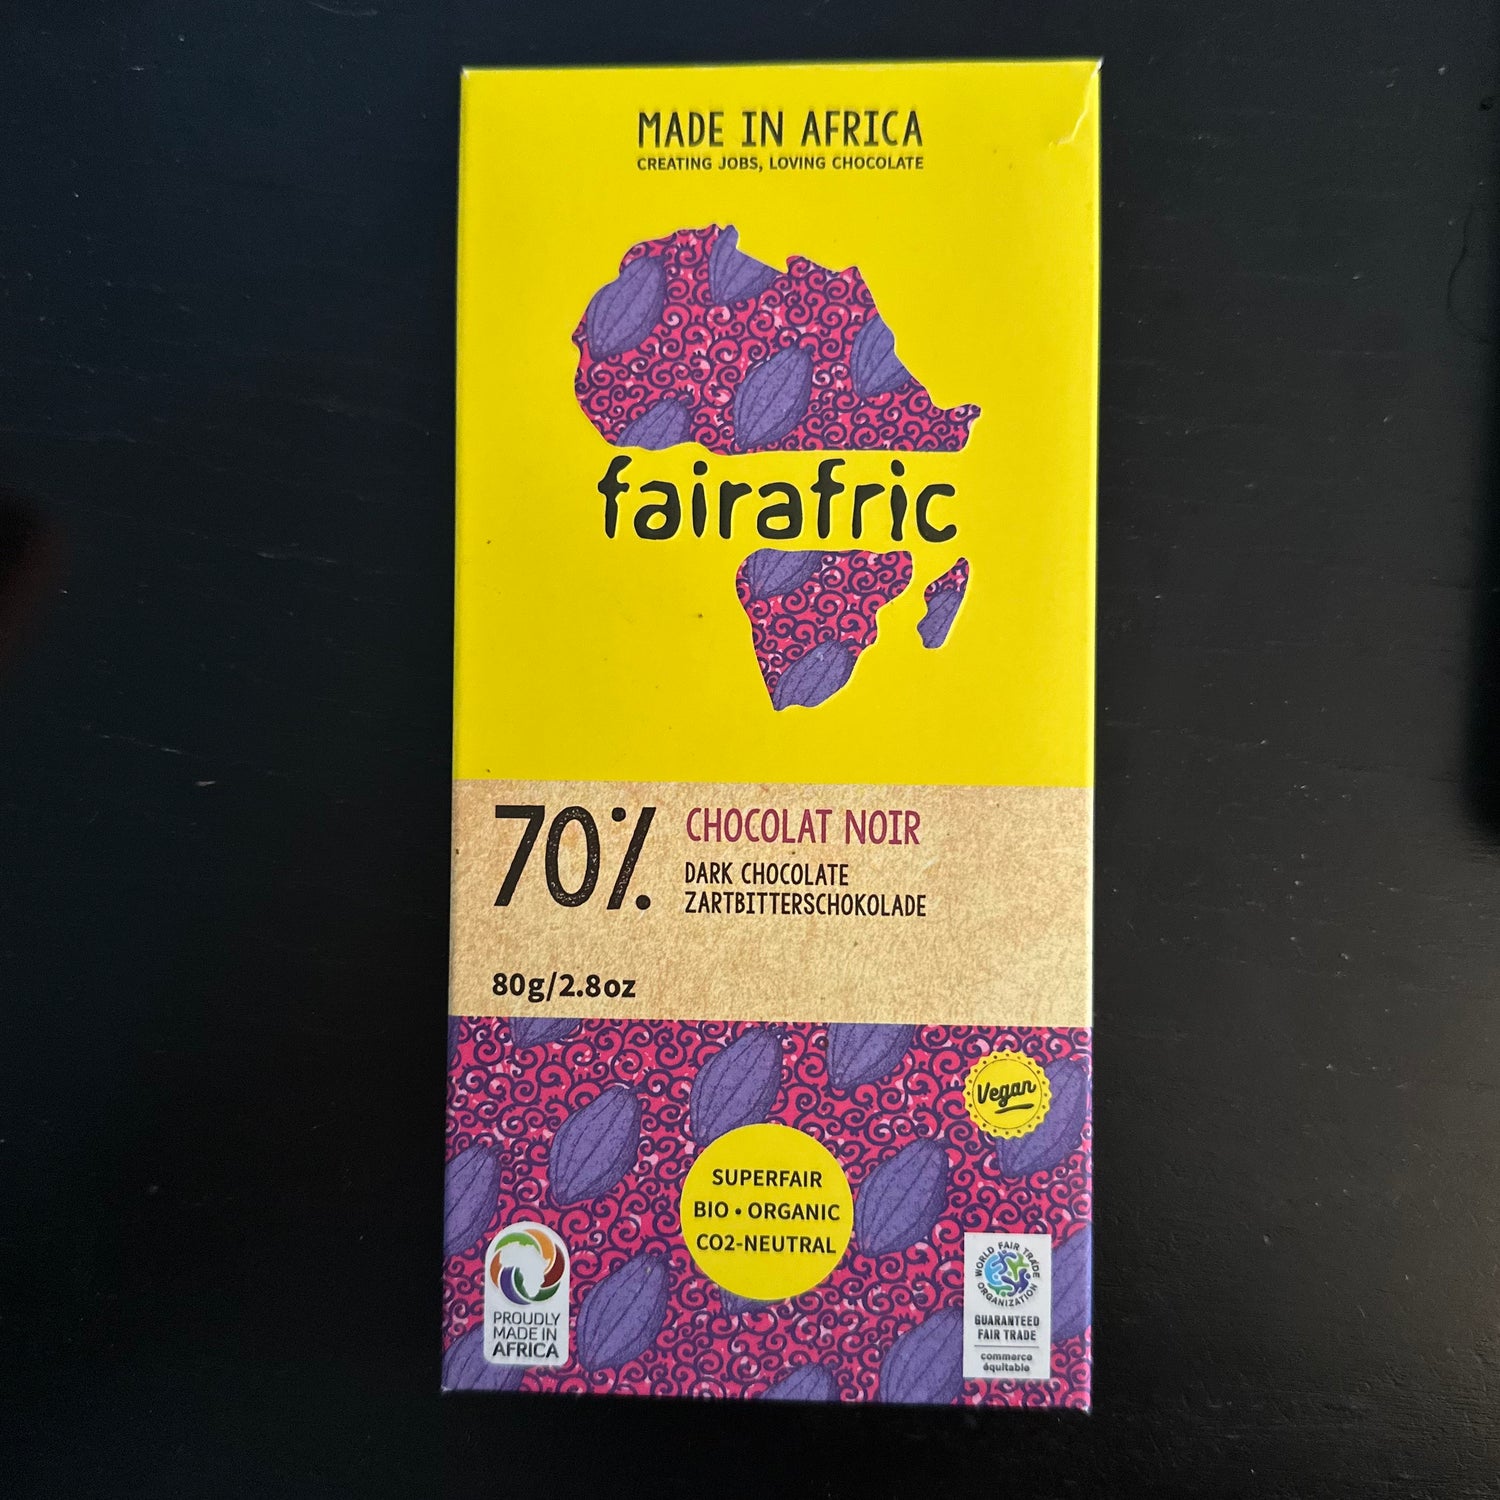 MADE IN AFRICA
CREATING JOBS, LOVING CHOCOLATE
fairafric
70%
CHOCOLAT NOIR
DARK CHOCOLATE
ZARTBITTERSCHOKOLADE
80g/2.8oz
Vegan
SUPERFAIR
BIO • ORGANIC
CO2-NEUTRAL
PROUDLY
MADE IN
AFRICA
WORLD FAIR TRADE
ORGANIZATION
GUARANTEED
FAIR TRADE
commerce
équitable